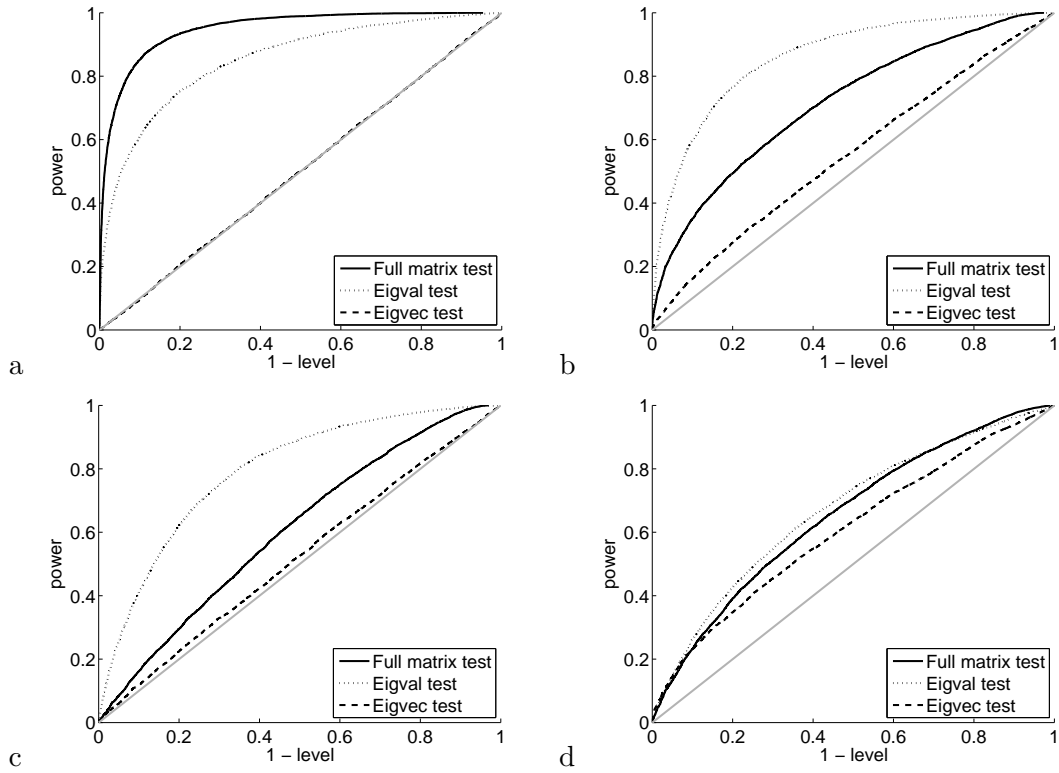 1
0.8
0.6
0.4
0.2
0
power
0 0.2 0.4 0.6 0.8 1
1 − level
Full matrix test
Eigval test
Eigvec test
a
1
0.8
0.6
0.4
0.2
0
power
0 0.2 0.4 0.6 0.8 1
1 − level
Full matrix test
Eigval test
Eigvec test
b
1
0.8
0.6
0.4
0.2
0
power
0 0.2 0.4 0.6 0.8 1
1 − level
Full matrix test
Eigval test
Eigvec test
c
1
0.8
0.6
0.4
0.2
0
power
0 0.2 0.4 0.6 0.8 1
1 − level
Full matrix test
Eigval test
Eigvec test
d